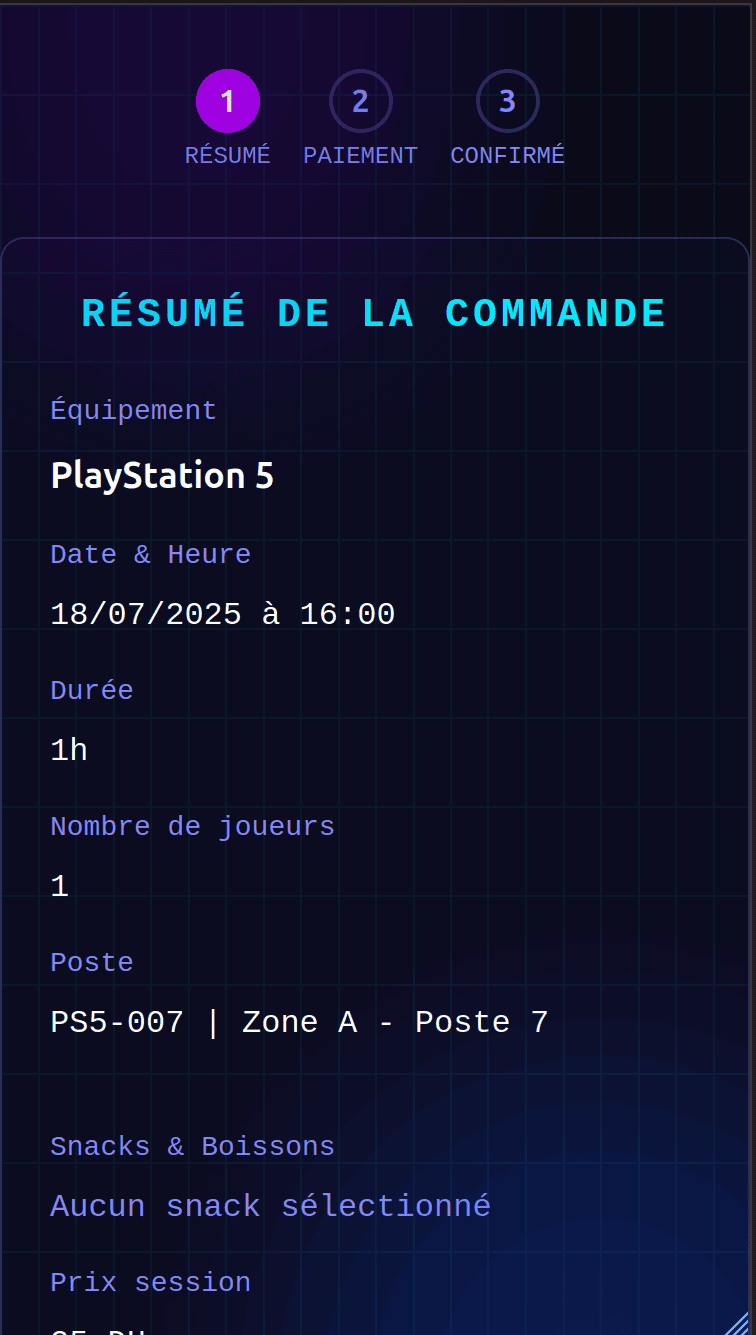 1 2 3
RÉSUMÉ PAIEMENT CONFIRMÉ
RÉSUMÉ DE LA COMMANDE
Équipement
PlayStation 5
Date & Heure
18/07/2025 à 16:00
Durée
1h
Nombre de joueurs
1
Poste
PS5-007 | Zone A - Poste 7
Snacks & Boissons
Aucun snack sélectionné
Prix session